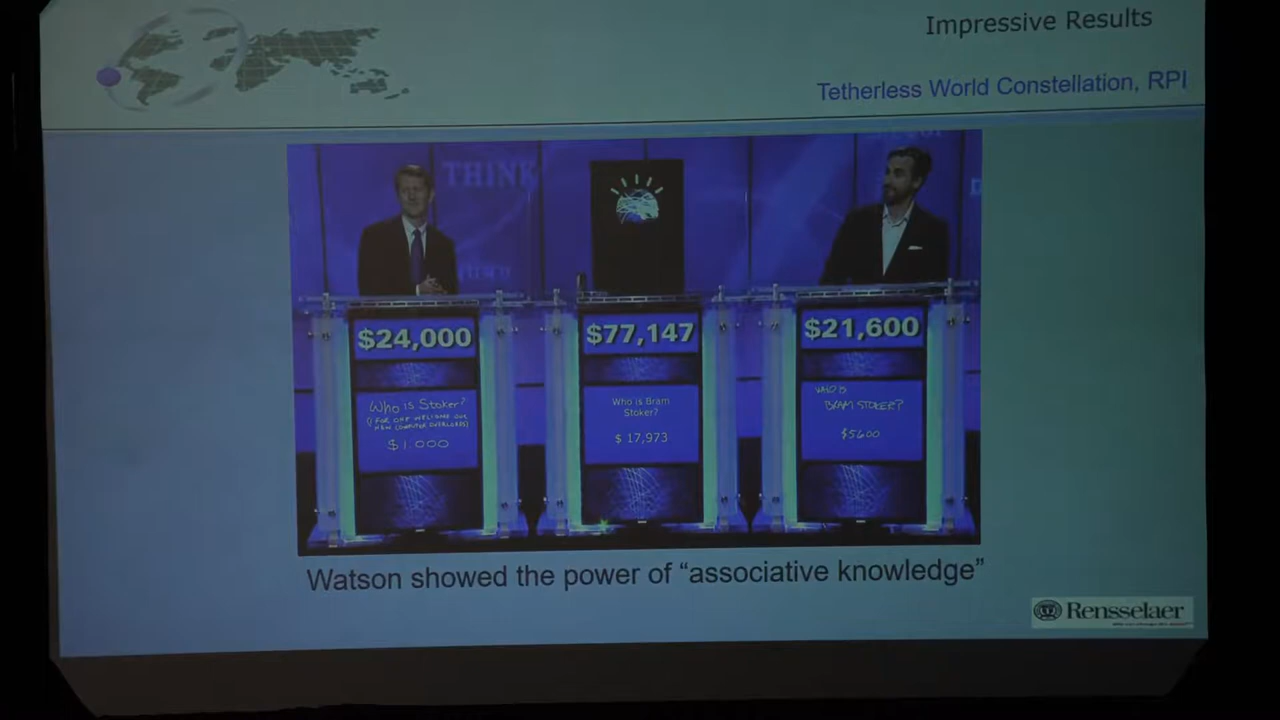 Impressive Results
Tetherless World Constellation, RPI
THINK
$24,000
Who is Stoker?
(I FOR ONE WELCOME OUR
NEW COMPUTER OVERLORDS)
$1,000
$77,147
Who is Bram
Stoker?
$ 17,973
$21,600
WHO IS
BRAM STOKER?
$5600
Watson showed the power of “associative knowledge”
Rensselaer